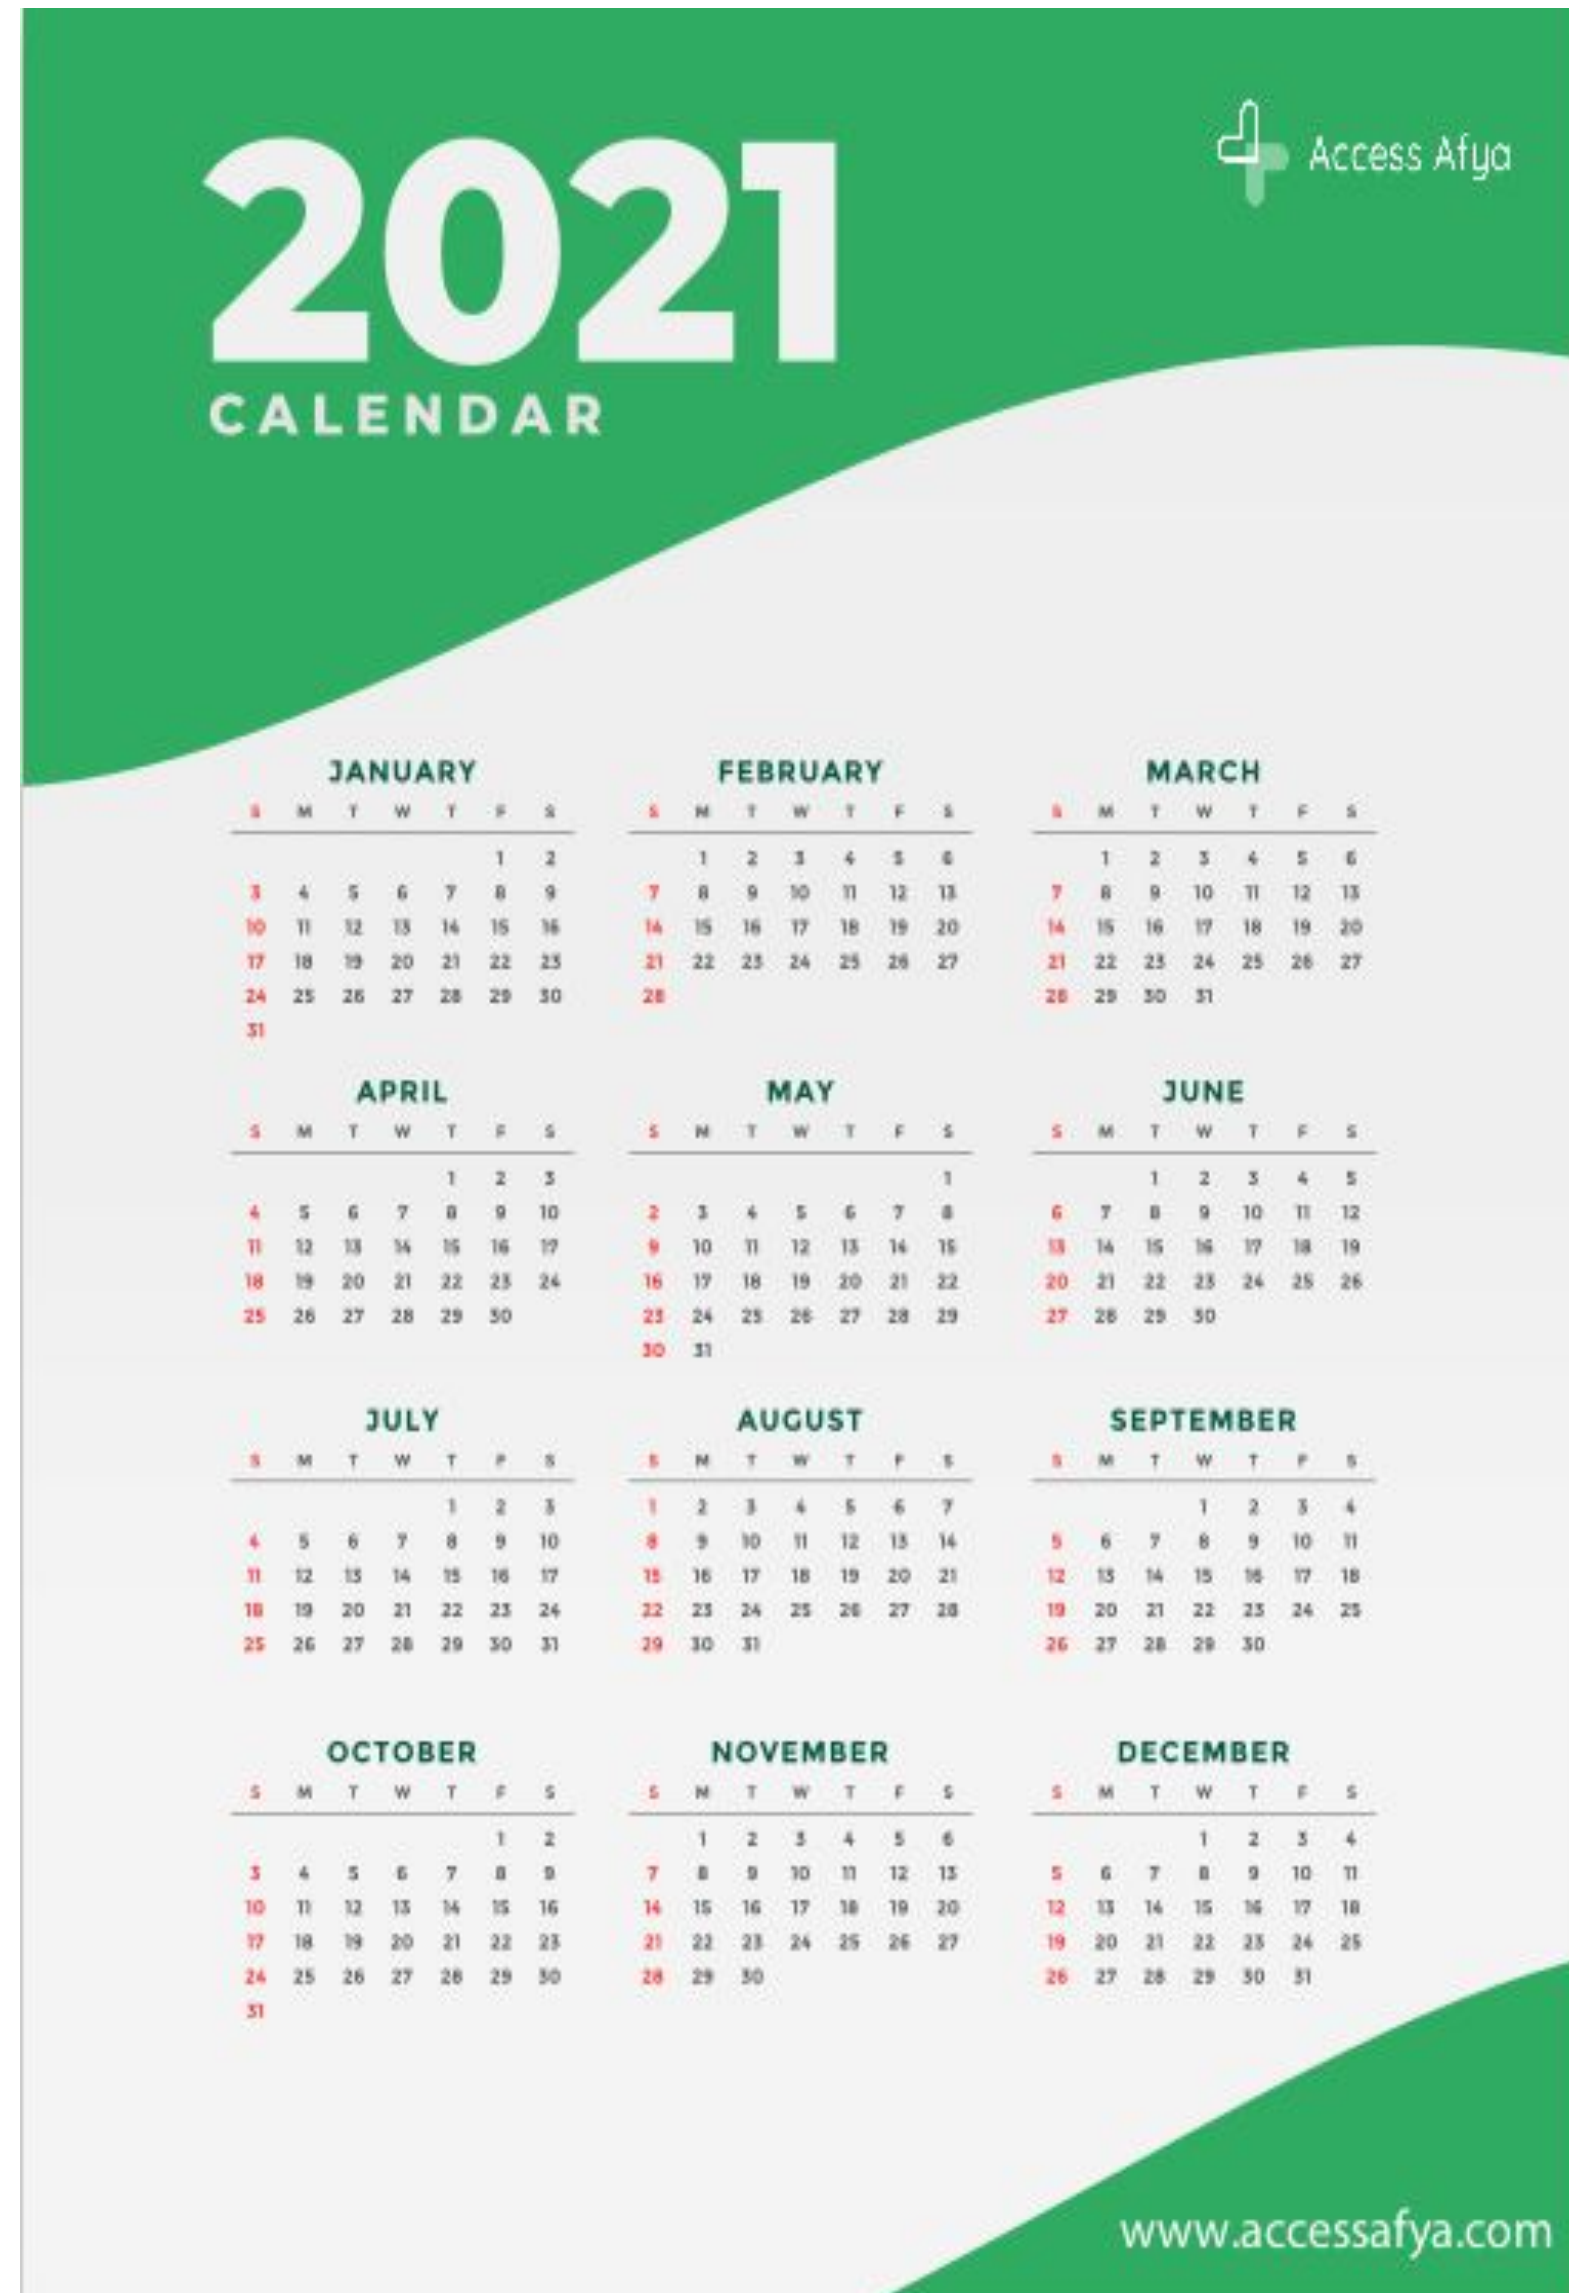 2021
CALENDAR
Access Afya
JANUARY
S M T W T F S
1 2
3 4 5 6 7 8 9
10 11 12 13 14 15 16
17 18 19 20 21 22 23
24 25 26 27 28 29 30
31
FEBRUARY
S M T W T F S
1 2 3 4 5 6
7 8 9 10 11 12 13
14 15 16 17 18 19 20
21 22 23 24 25 26 27
28
MARCH
S M T W T F S
1 2 3 4 5 6
7 8 9 10 11 12 13
14 15 16 17 18 19 20
21 22 23 24 25 26 27
28 29 30 31
APRIL
S M T W T F S
1 2 3
4 5 6 7 8 9 10
11 12 13 14 15 16 17
18 19 20 21 22 23 24
25 26 27 28 29 30
MAY
S M T W T F S
1
2 3 4 5 6 7 8
9 10 11 12 13 14 15
16 17 18 19 20 21 22
23 24 25 26 27 28 29
30 31
JUNE
S M T W T F S
1 2 3 4 5
6 7 8 9 10 11 12
13 14 15 16 17 18 19
20 21 22 23 24 25 26
27 28 29 30
JULY
S M T W T F S
1 2 3
4 5 6 7 8 9 10
11 12 13 14 15 16 17
18 19 20 21 22 23 24
25 26 27 28 29 30 31
AUGUST
S M T W T F S
1 2 3 4 5 6 7
8 9 10 11 12 13 14
15 16 17 18 19 20 21
22 23 24 25 26 27 28
29 30 31
SEPTEMBER
S M T W T F S
1 2 3 4
5 6 7 8 9 10 11
12 13 14 15 16 17 18
19 20 21 22 23 24 25
26 27 28 29 30
OCTOBER
S M T W T F S
1 2
3 4 5 6 7 8 9
10 11 12 13 14 15 16
17 18 19 20 21 22 23
24 25 26 27 28 29 30
31
NOVEMBER
S M T W T F S
1 2 3 4 5 6
7 8 9 10 11 12 13
14 15 16 17 18 19 20
21 22 23 24 25 26 27
28 29 30
DECEMBER
S M T W T F S
1 2 3 4
5 6 7 8 9 10 11
12 13 14 15 16 17 18
19 20 21 22 23 24 25
26 27 28 29 30 31
www.accessafya.com